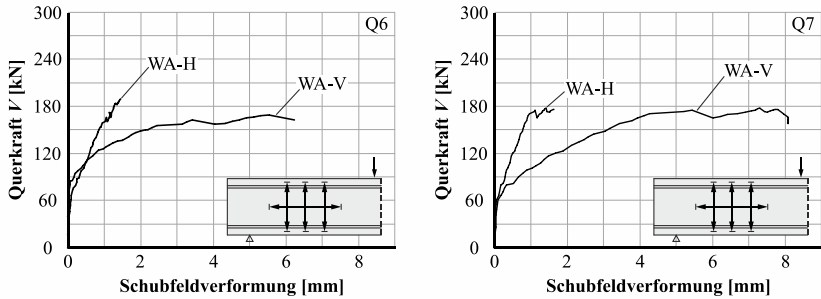 Querkraft V [kN]
300
240
180
120
60
0
Q6
WA-H
WA-V
0 2 4 6 8
Schubfeldverformung [mm]
Querkraft V [kN]
300
240
180
120
60
0
Q7
WA-H
WA-V
0 2 4 6 8
Schubfeldverformung [mm]